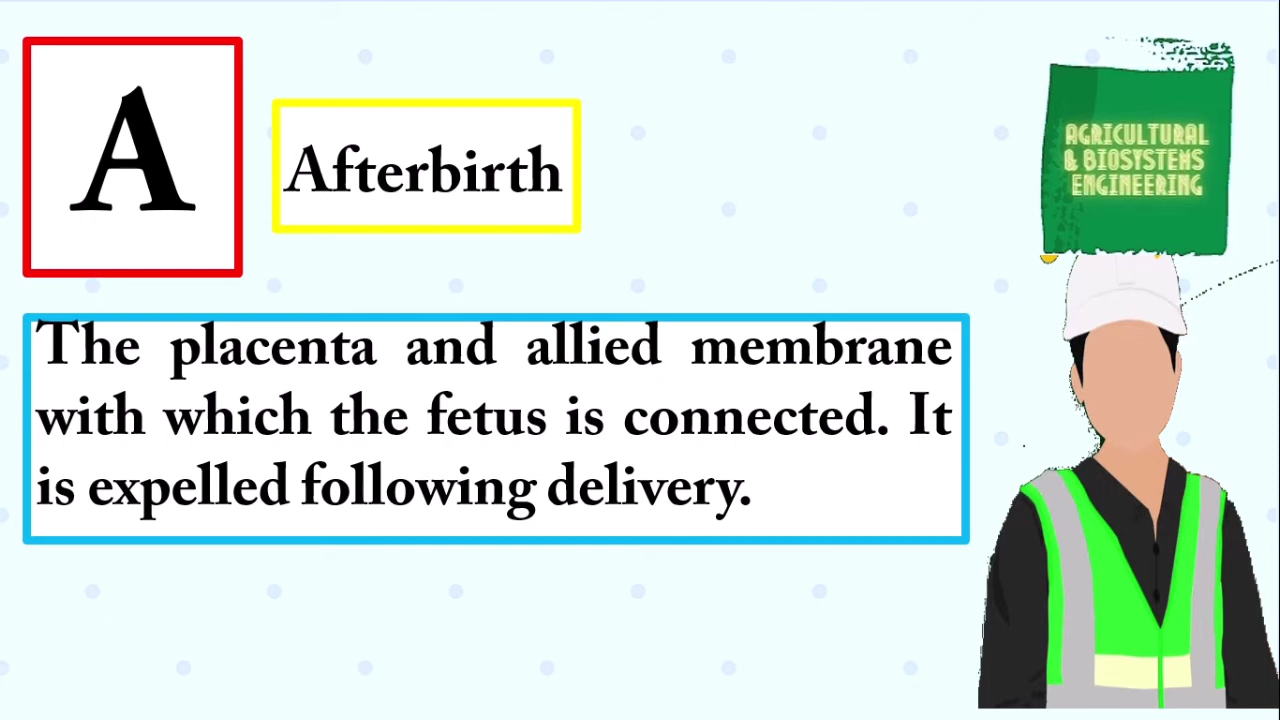 A
Afterbirth
The placenta and allied membrane
with which the fetus is connected. It
is expelled following delivery.
AGRICULTURAL
& BIOSYSTEMS
ENGINEERING